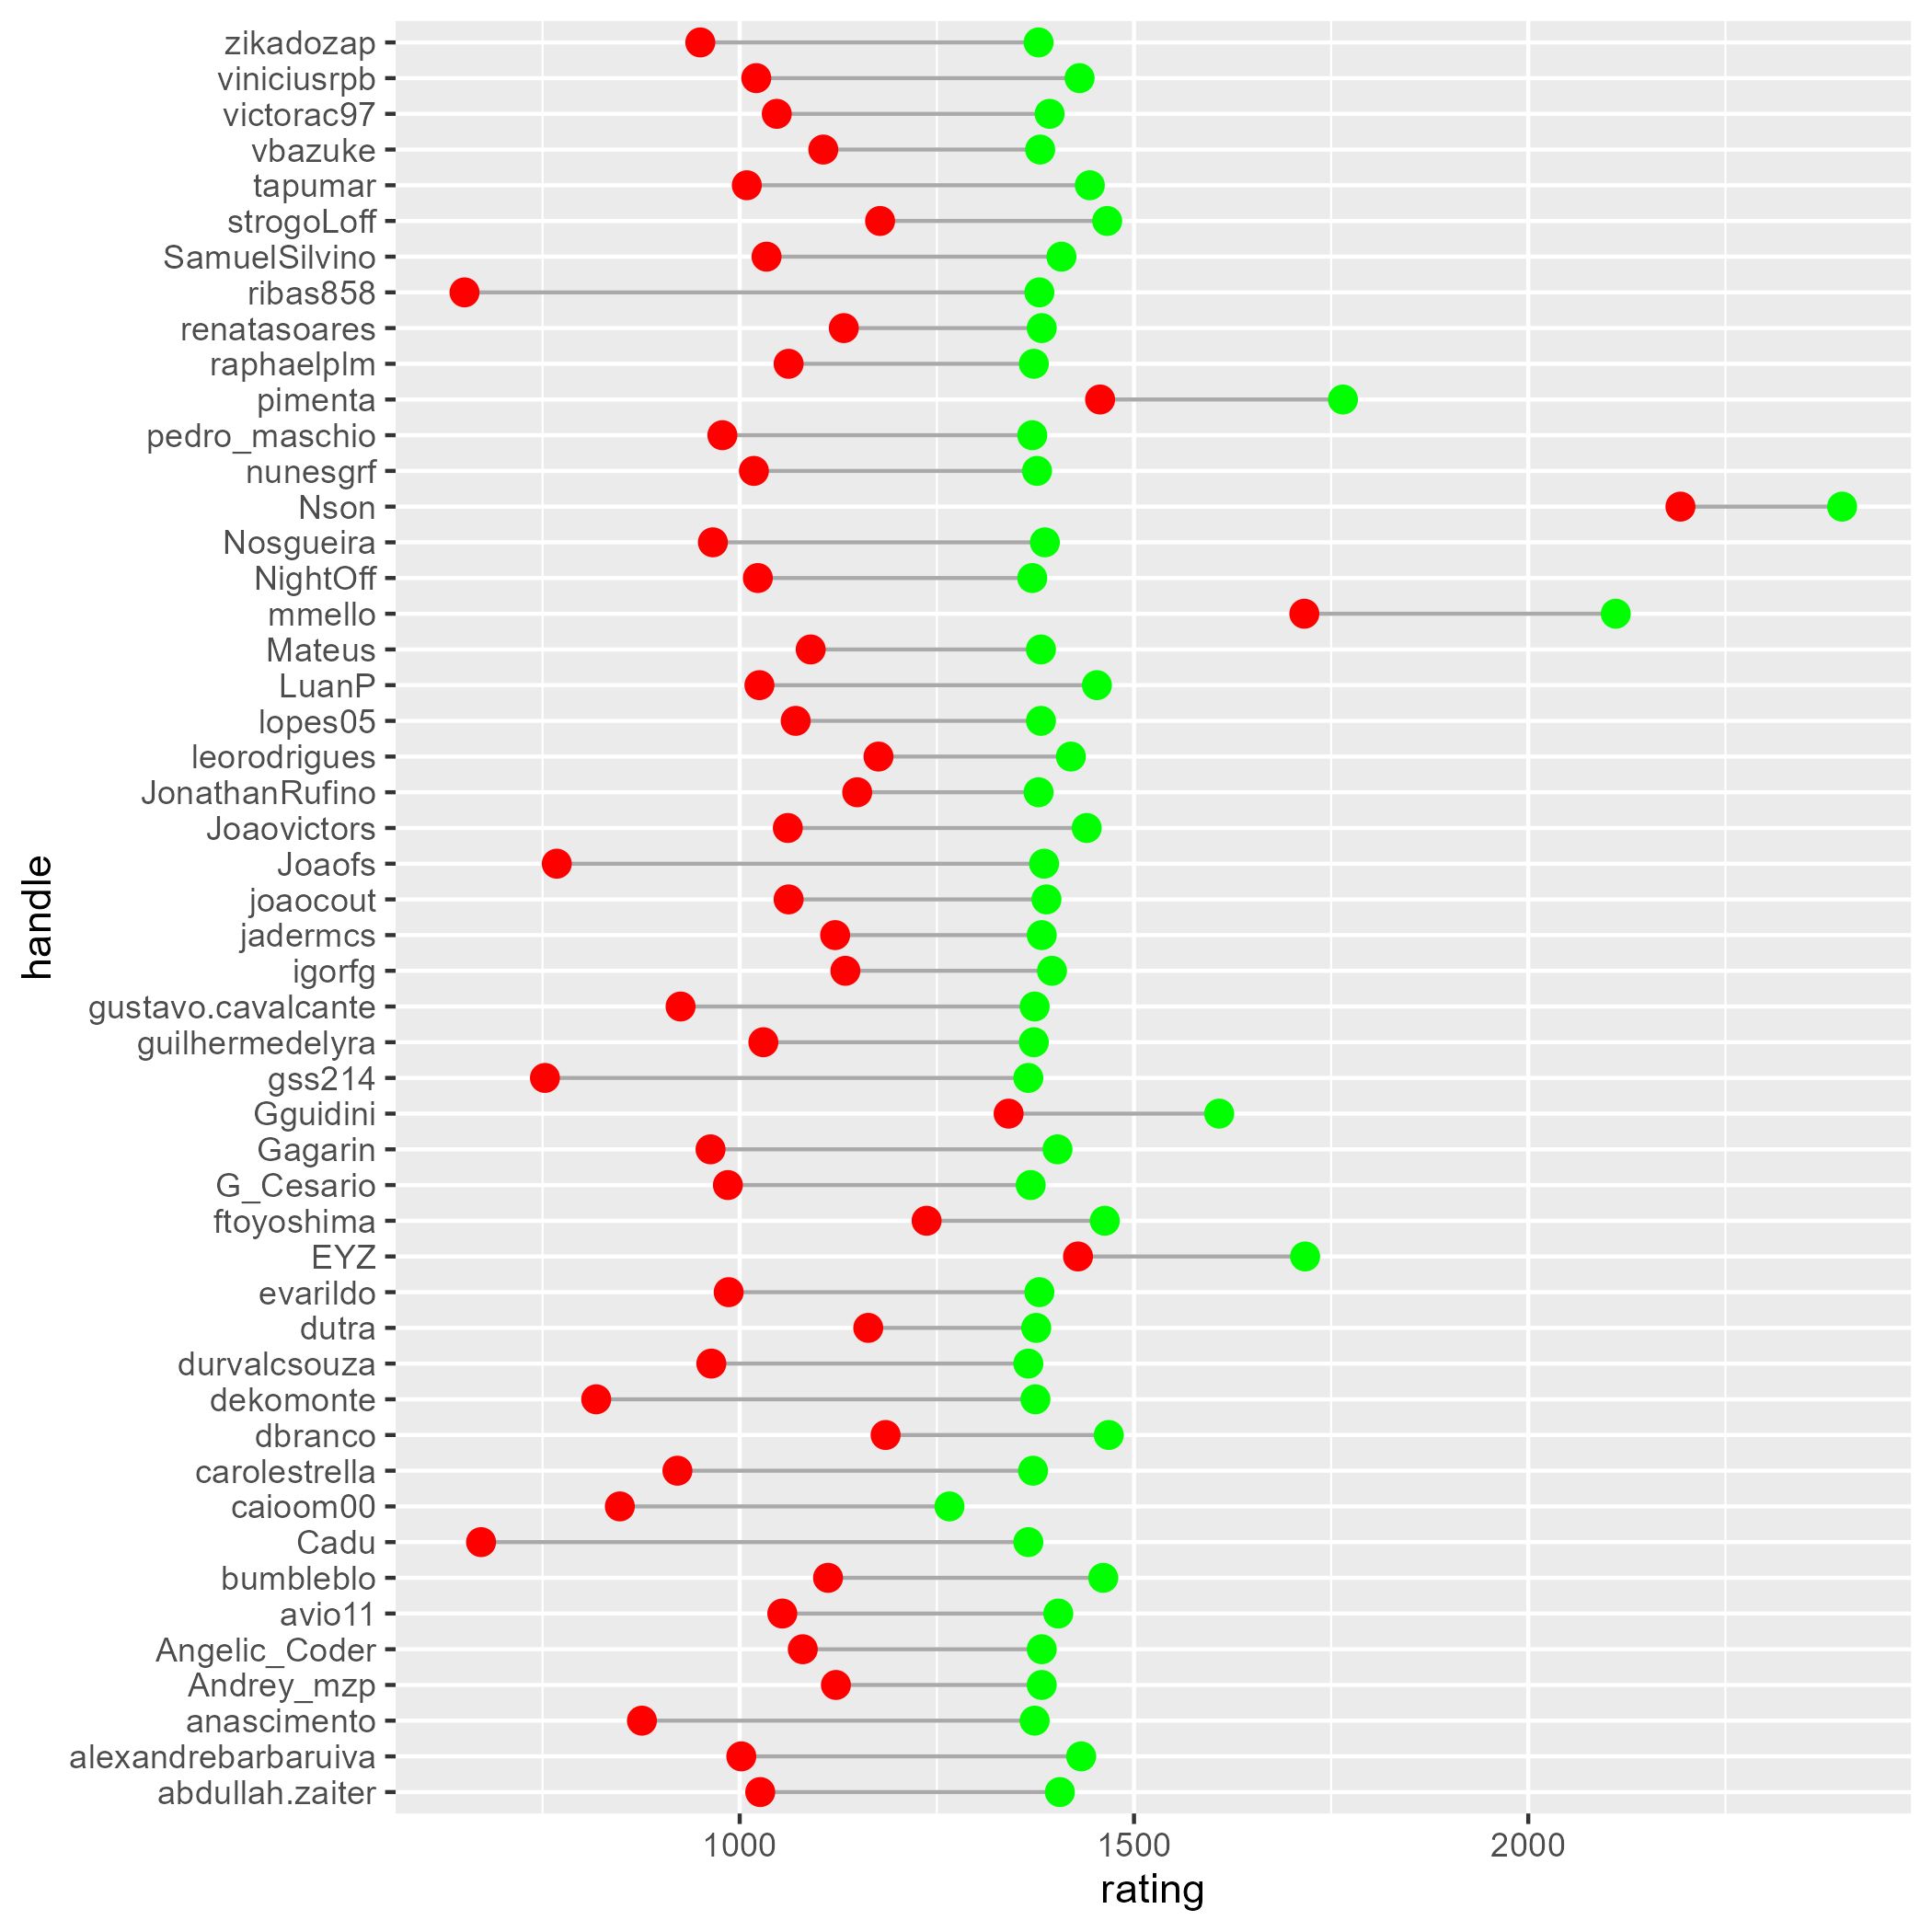 zikadozap
viniciusrpb
victorac97
vbazuke
tapumar
strogoLoff
SamuelSilvino
ribas858
renatasoares
raphaelplm
pimenta
pedro_maschio
nunesgrf
Nson
Nosgueira
NightOff
mmello
Mateus
LuanP
lopes05
leorodrigues
JonathanRufino
Joaovictors
Joaofs
joaocout
jadermcs
igorfg
gustavo.cavalcante
guilhermedelyra
gss214
Gguidini
Gagarin
G_Cesario
ftoyoshima
EYZ
evarildo
dutra
durvalcsouza
dekomonte
dbranco
carolestrella
caioom00
Cadu
bumbleblo
avio11
Angelic_Coder
Andrey_mzp
anascimento
alexandrebarbaruiva
abdullah.zaiter
handle
1000 1500 2000
rating